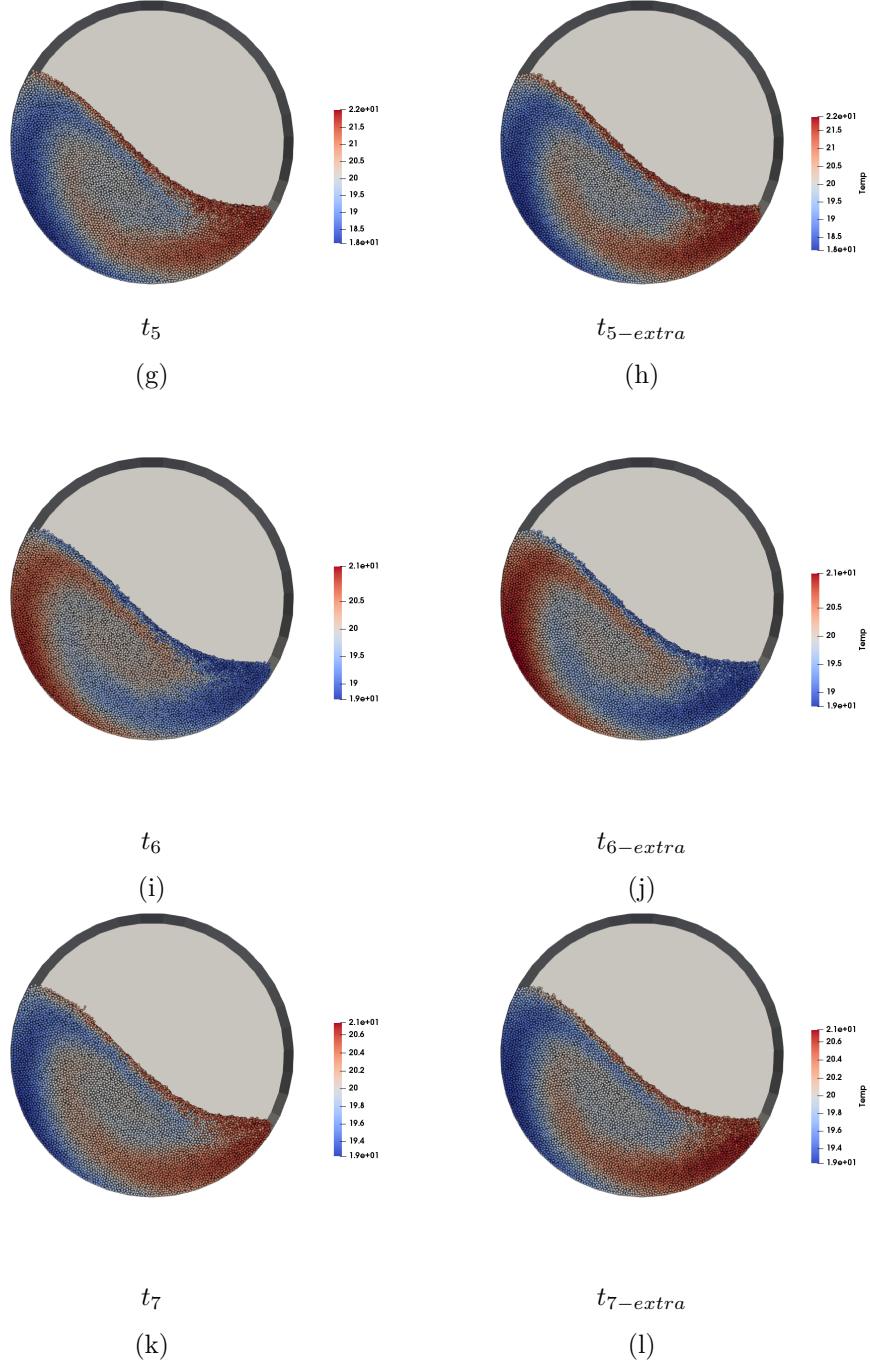 2.2e+01
21.5
21
20.5
20
19.5
19
18.5
1.8e+01
2.2e+01
21.5
21
20.5
20
19.5
19
18.5
1.8e+01
Temp
t5
t5−extra
(g)
(h)
2.1e+01
20.5
20
19.5
19
1.9e+01
2.1e+01
20.5
20
19.5
19
1.9e+01
Temp
t6
t6−extra
(i)
(j)
2.1e+01
20.6
20.4
20.2
20
19.8
19.6
19.4
1.9e+01
2.1e+01
20.6
20.4
20.2
20
19.8
19.6
19.4
1.9e+01
Temp
t7
t7−extra
(k)
(l)